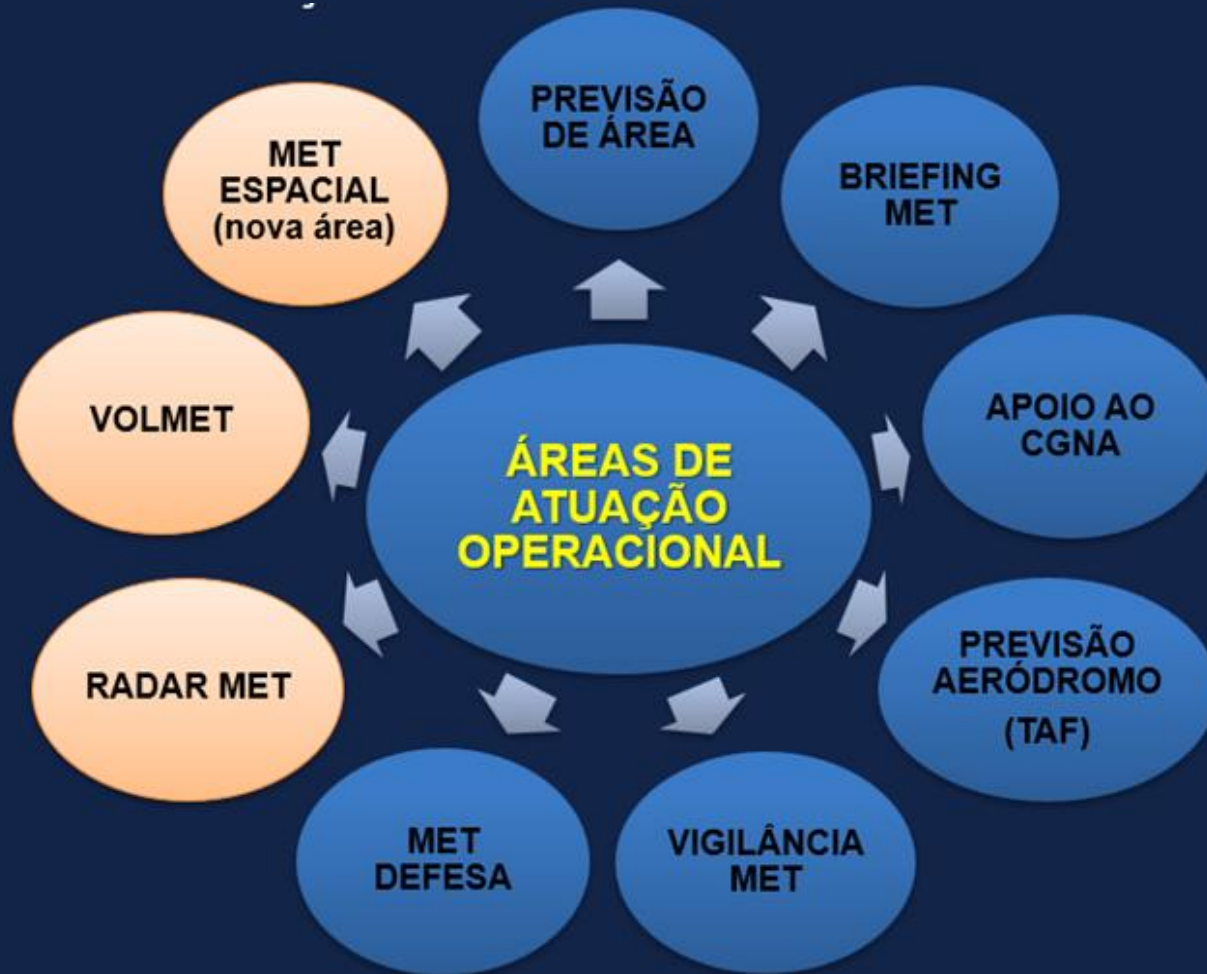 ÁREAS DE
ATUAÇÃO
OPERACIONAL
PREVISÃO
DE ÁREA
BRIEFING
MET
APOIO AO
CGNA
PREVISÃO
AERÓDROMO
(TAF)
VIGILÂNCIA
MET
MET
DEFESA
RADAR MET
VOLMET
MET
ESPACIAL
(nova área)